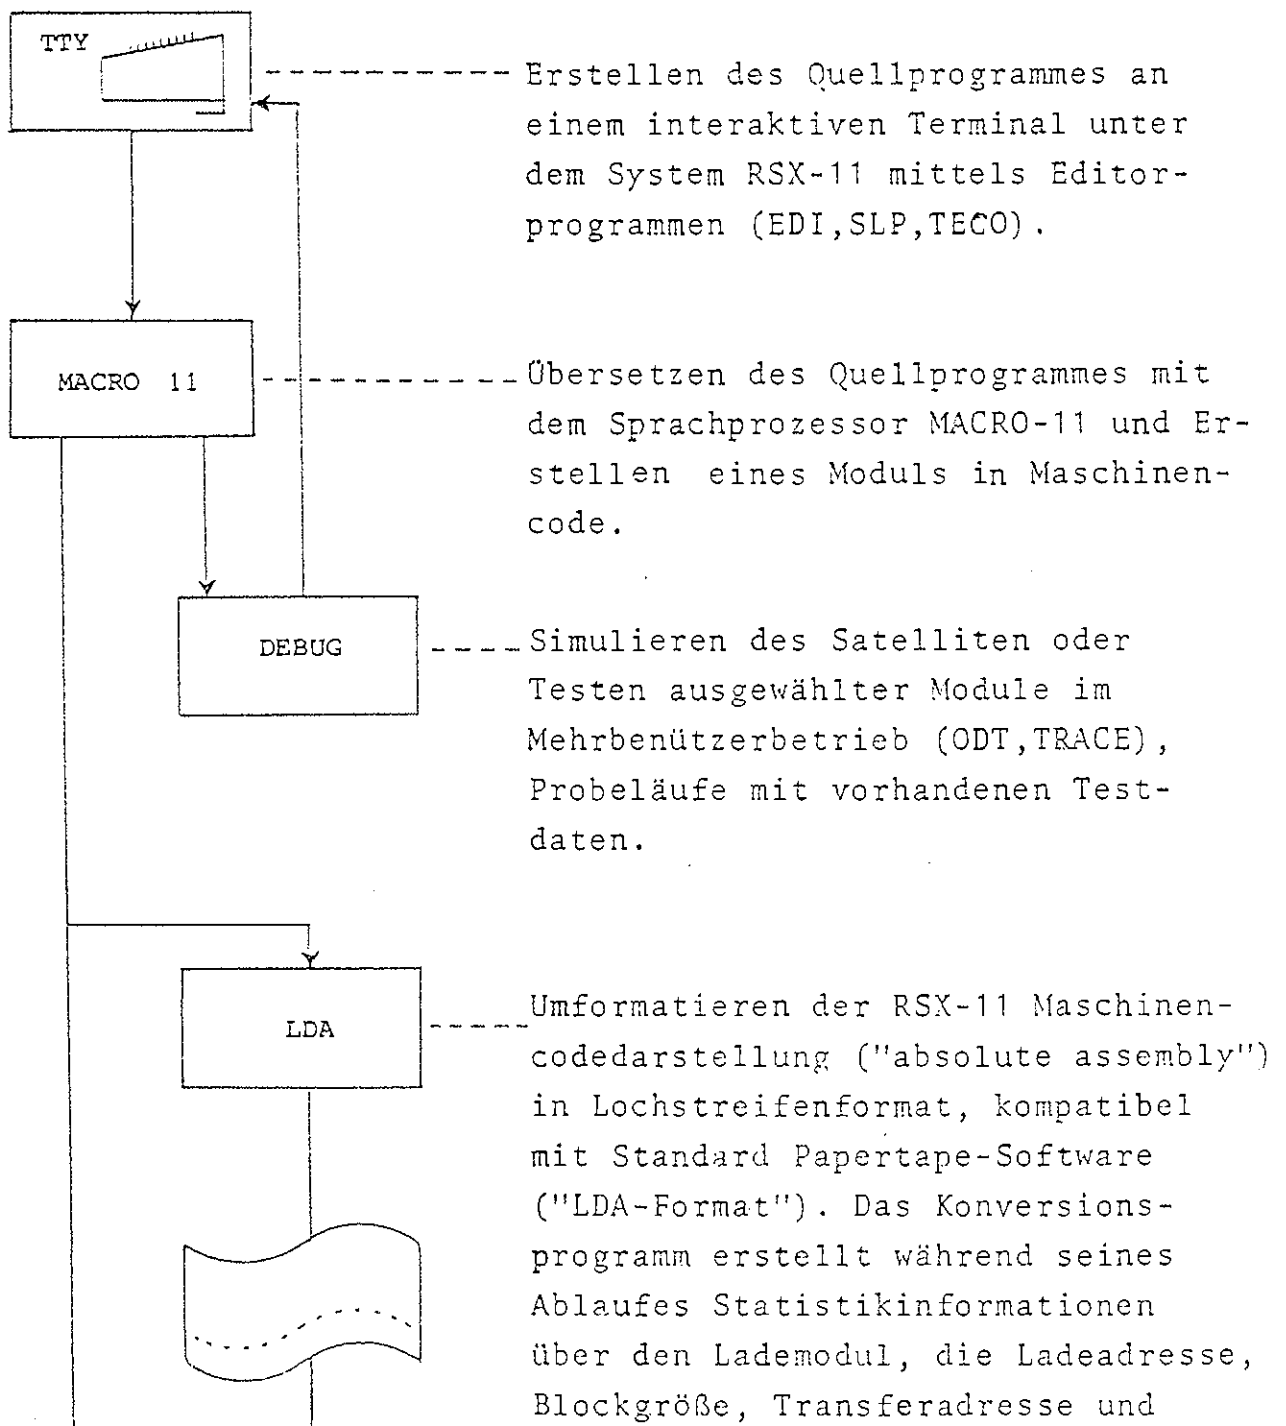 TTY
Erstellen des Quellprogrammes an
einem interaktiven Terminal unter
dem System RSX-11 mittels Editor-
programmen (EDI,SLP,TECO).
MACRO 11
Übersetzen des Quellprogrammes mit
dem Sprachprozessor MACRO-11 und Er-
stellen eines Moduls in Maschinen-
code.
DEBUG
Simulieren des Satelliten oder
Testen ausgewählter Module im
Mehrbenützerbetrieb (ODT,TRACE),
Probeläufe mit vorhandenen Test-
daten.
LDA
Umformatieren der RSX-11 Maschinen-
codedarstellung ("absolute assembly")
in Lochstreifenformat, kompatibel
mit Standard Papertape-Software
("LDA-Format"). Das Konversions-
programm erstellt während seines
Ablaufes Statistikinformationen
über den Lademodul, die Ladeadresse,
Blockgröße, Transferadresse und